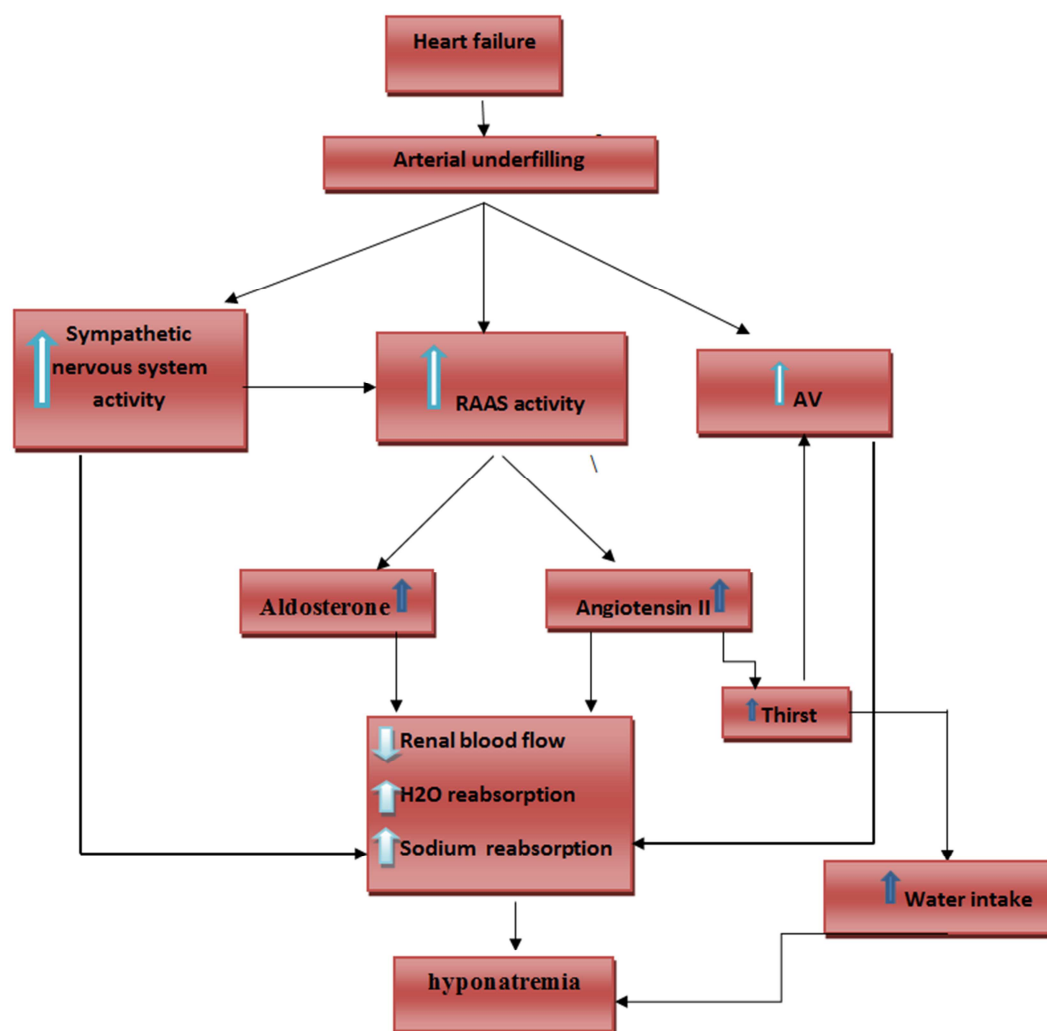 Heart failure
Arterial underfilling
Sympathetic
nervous system
activity
RAAS activity
AV
\
Aldosterone
Angiotensin II
Thirst
Renal blood flow
H2O reabsorption
Sodium reabsorption
Water intake
hyponatremia